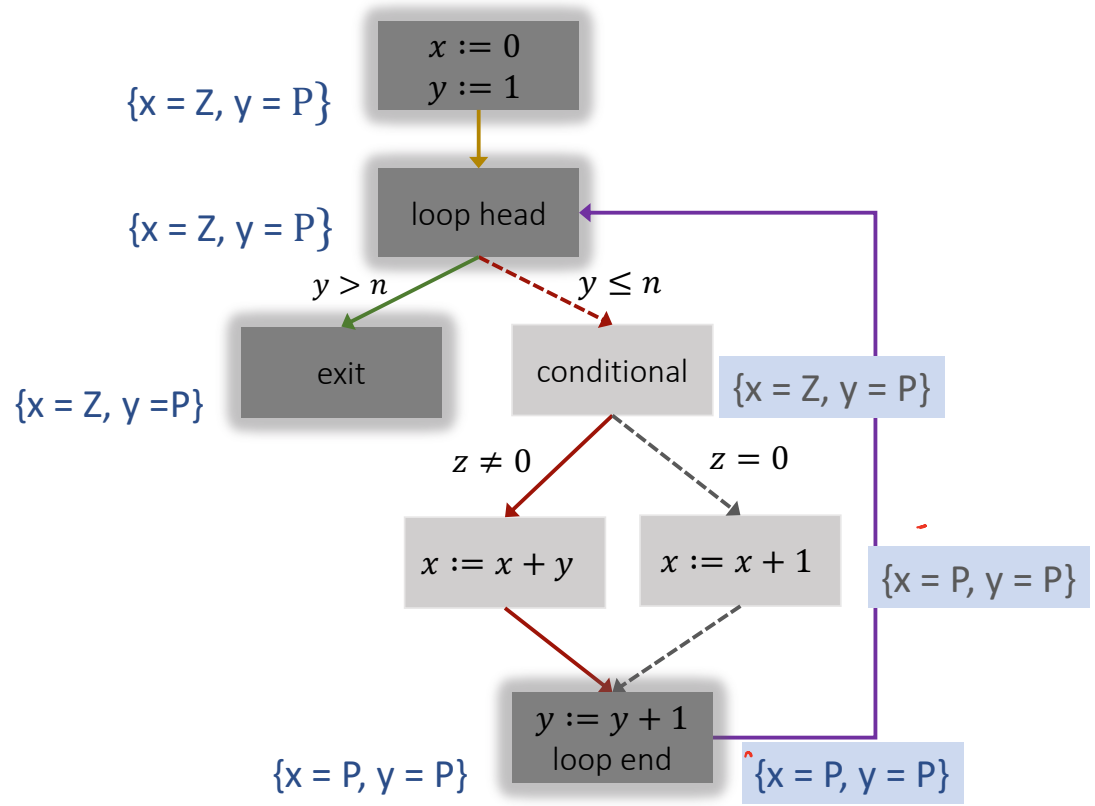 x := 0
y := 1
{x = Z, y = P}
loop head
{x = Z, y = P}
y > n
y ≤ n
exit
conditional
{x = Z, y =P}
{x = Z, y = P}
z ≠ 0
z = 0
x := x + y
x := x + 1
{x = P, y = P}
y := y + 1
loop end
{x = P, y = P}
{x = P, y = P}